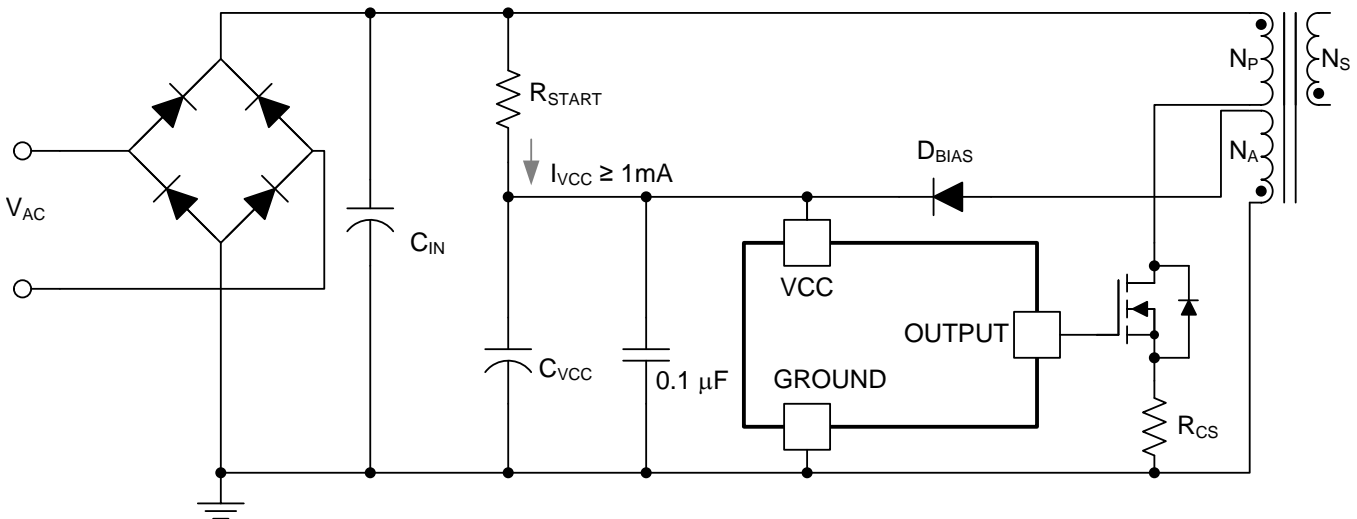 N_P
N_S
R_START
V_AC
I_VCC ≥ 1mA
D_BIAS
N_A
C_IN
VCC
OUTPUT
C_VCC
0.1 μF
GROUND
R_CS